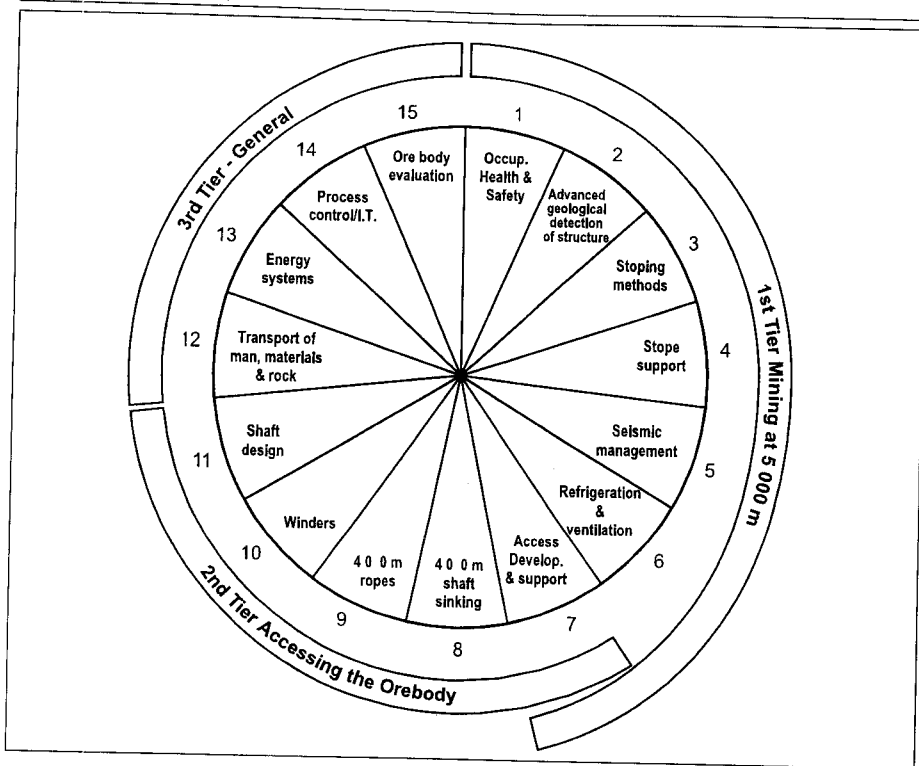 1
Occup.
Health &
Safety
2
Advanced
geological
detection
of structure
3
Stoping
methods
4
Stope
support
5
Seismic
management
6
Refrigeration
&
ventilation
7
Access
Develop.
& support
8
4 0 0 m
shaft
sinking
9
4 0 0 m
ropes
10
Winders
11
Shaft
design
12
Transport of
man, materials
& rock
13
Energy
systems
14
Process
control/I.T.
15
Ore body
evaluation
1st Tier Mining at 5 000 m
2nd Tier Accessing the Orebody
3rd Tier - General